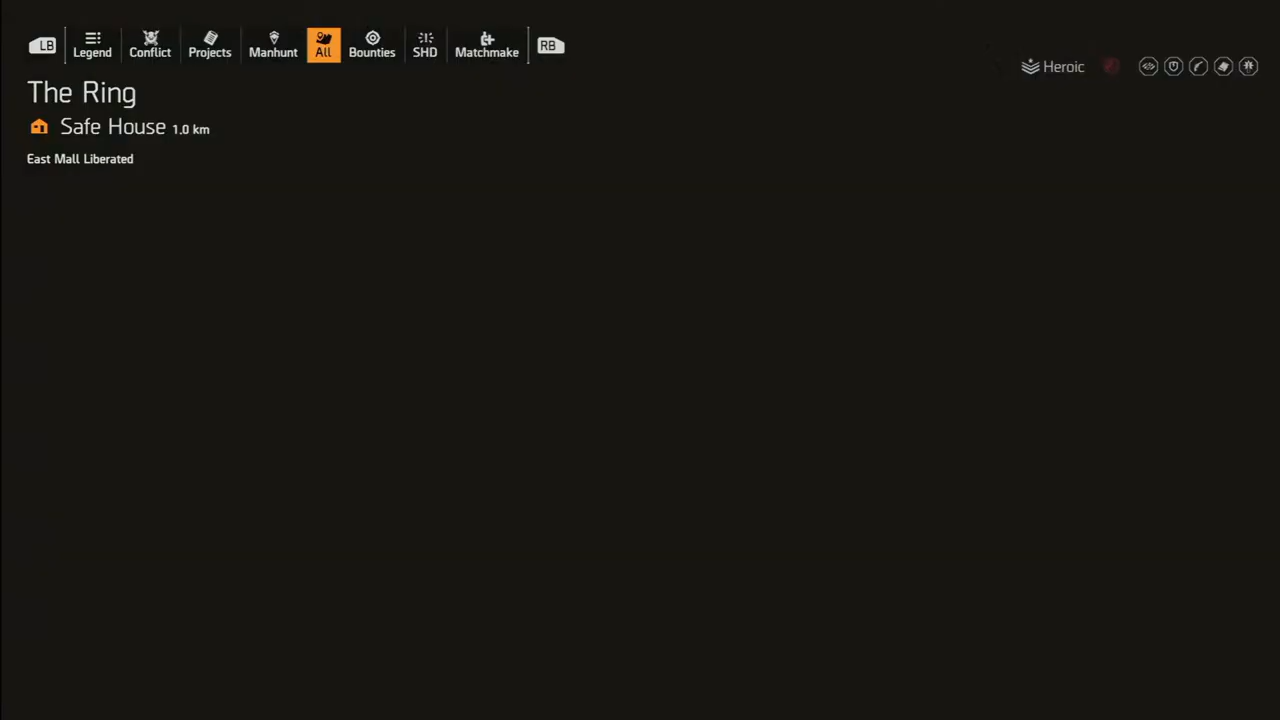 LB Legend Conflict Projects Manhunt All Bounties SHD Matchmake RB
Heroic
The Ring
Safe House 1.0 km
East Mall Liberated